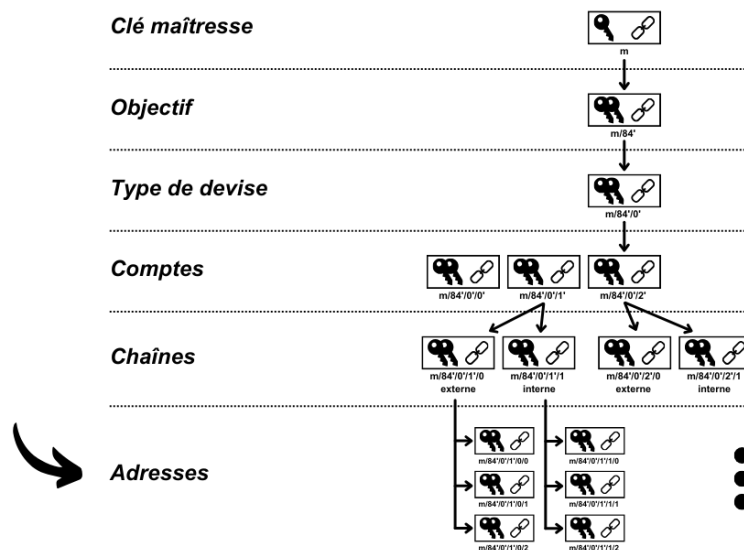 Clé maîtresse
m
Objectif
m/84'
Type de devise
m/84'/0'
Comptes
m/84'/0'/0' m/84'/0'/1' m/84'/0'/2'
Chaînes
m/84'/0'/1'/0 m/84'/0'/1'/1 m/84'/0'/2'/0 m/84'/0'/2'/1
externe interne externe interne
m/84'/0'/1'/0/0 m/84'/0'/1'/1/0
Adresses
m/84'/0'/1'/0/1 m/84'/0'/1'/1/1
m/84'/0'/1'/0/2 m/84'/0'/1'/1/2